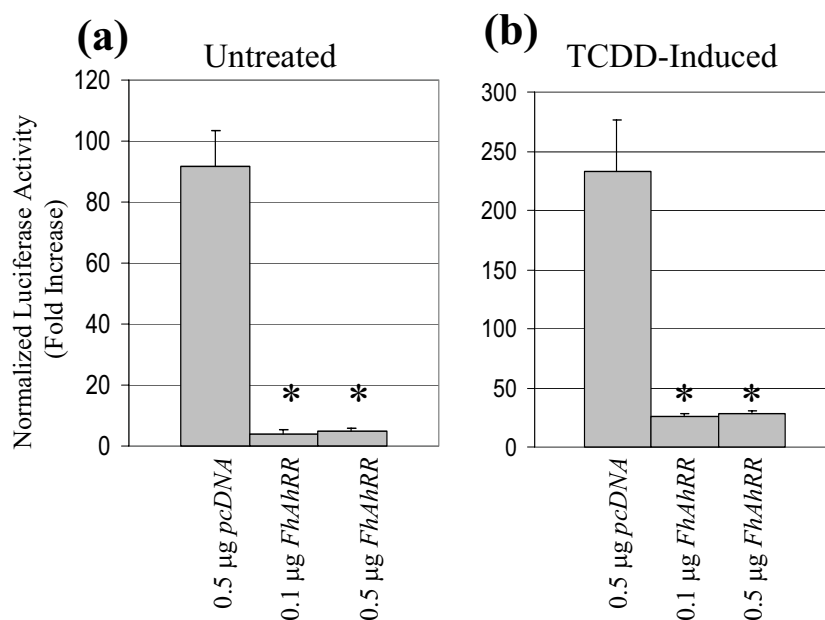 (a)
Untreated
Normalized Luciferase Activity
(Fold Increase)
120
100
80
60
40
20
0
*
*
0.5 µg pcDNA
0.1 µg FhAhRR
0.5 µg FhAhRR
(b)
TCDD-Induced
300
250
200
150
100
50
0
*
*
0.5 µg pcDNA
0.1 µg FhAhRR
0.5 µg FhAhRR